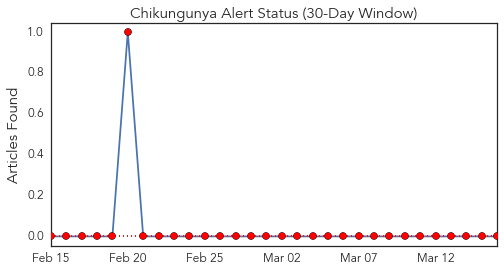 Chikungunya Alert Status (30-Day Window)
Articles Found
1.0
0.8
0.6
0.4
0.2
0.0
Feb 15 Feb 20 Feb 25 Mar 02 Mar 07 Mar 12